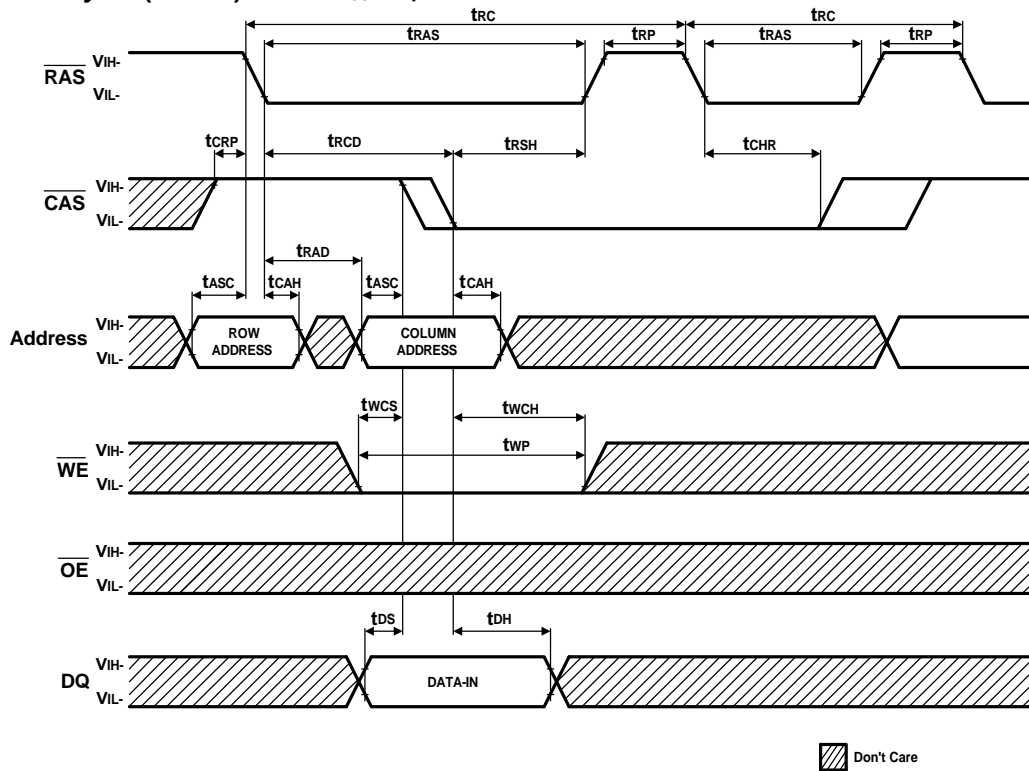 tRC tRC
tRAS tRP tRAS tRP
RAS VIH-
VIL-
tCRP tRCD tRSH tCHR
CAS VIH-
VIL-
tRAD
tASC tCAH tASC tCAH
Address VIH-
VIL-
ROW
ADDRESS
COLUMN
ADDRESS
tWCS tWCH
tWP
WE VIH-
VIL-
OE VIH-
VIL-
tDS tDH
DQ VIH-
VIL-
DATA-IN
Don't Care